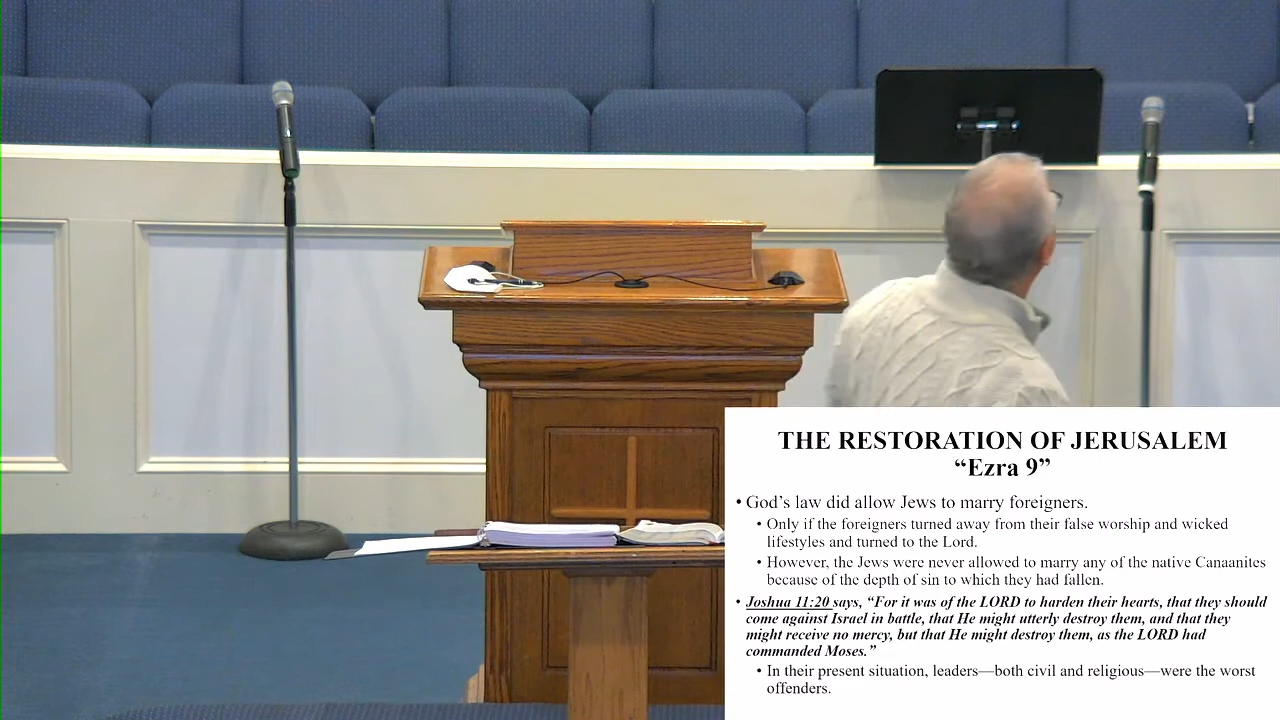 THE RESTORATION OF JERUSALEM
“Ezra 9”
• God’s law did allow Jews to marry foreigners.
• Only if the foreigners turned away from their false worship and wicked
lifestyles and turned to the Lord.
• However, the Jews were never allowed to marry any of the native Canaanites
because of the depth of sin to which they had fallen.
• Joshua 11:20 says, “For it was of the LORD to harden their hearts, that they should
come against Israel in battle, that He might utterly destroy them, and that they
might receive no mercy, but that He might destroy them, as the LORD had
commanded Moses.”
• In their present situation, leaders—both civil and religious—were the worst
offenders.